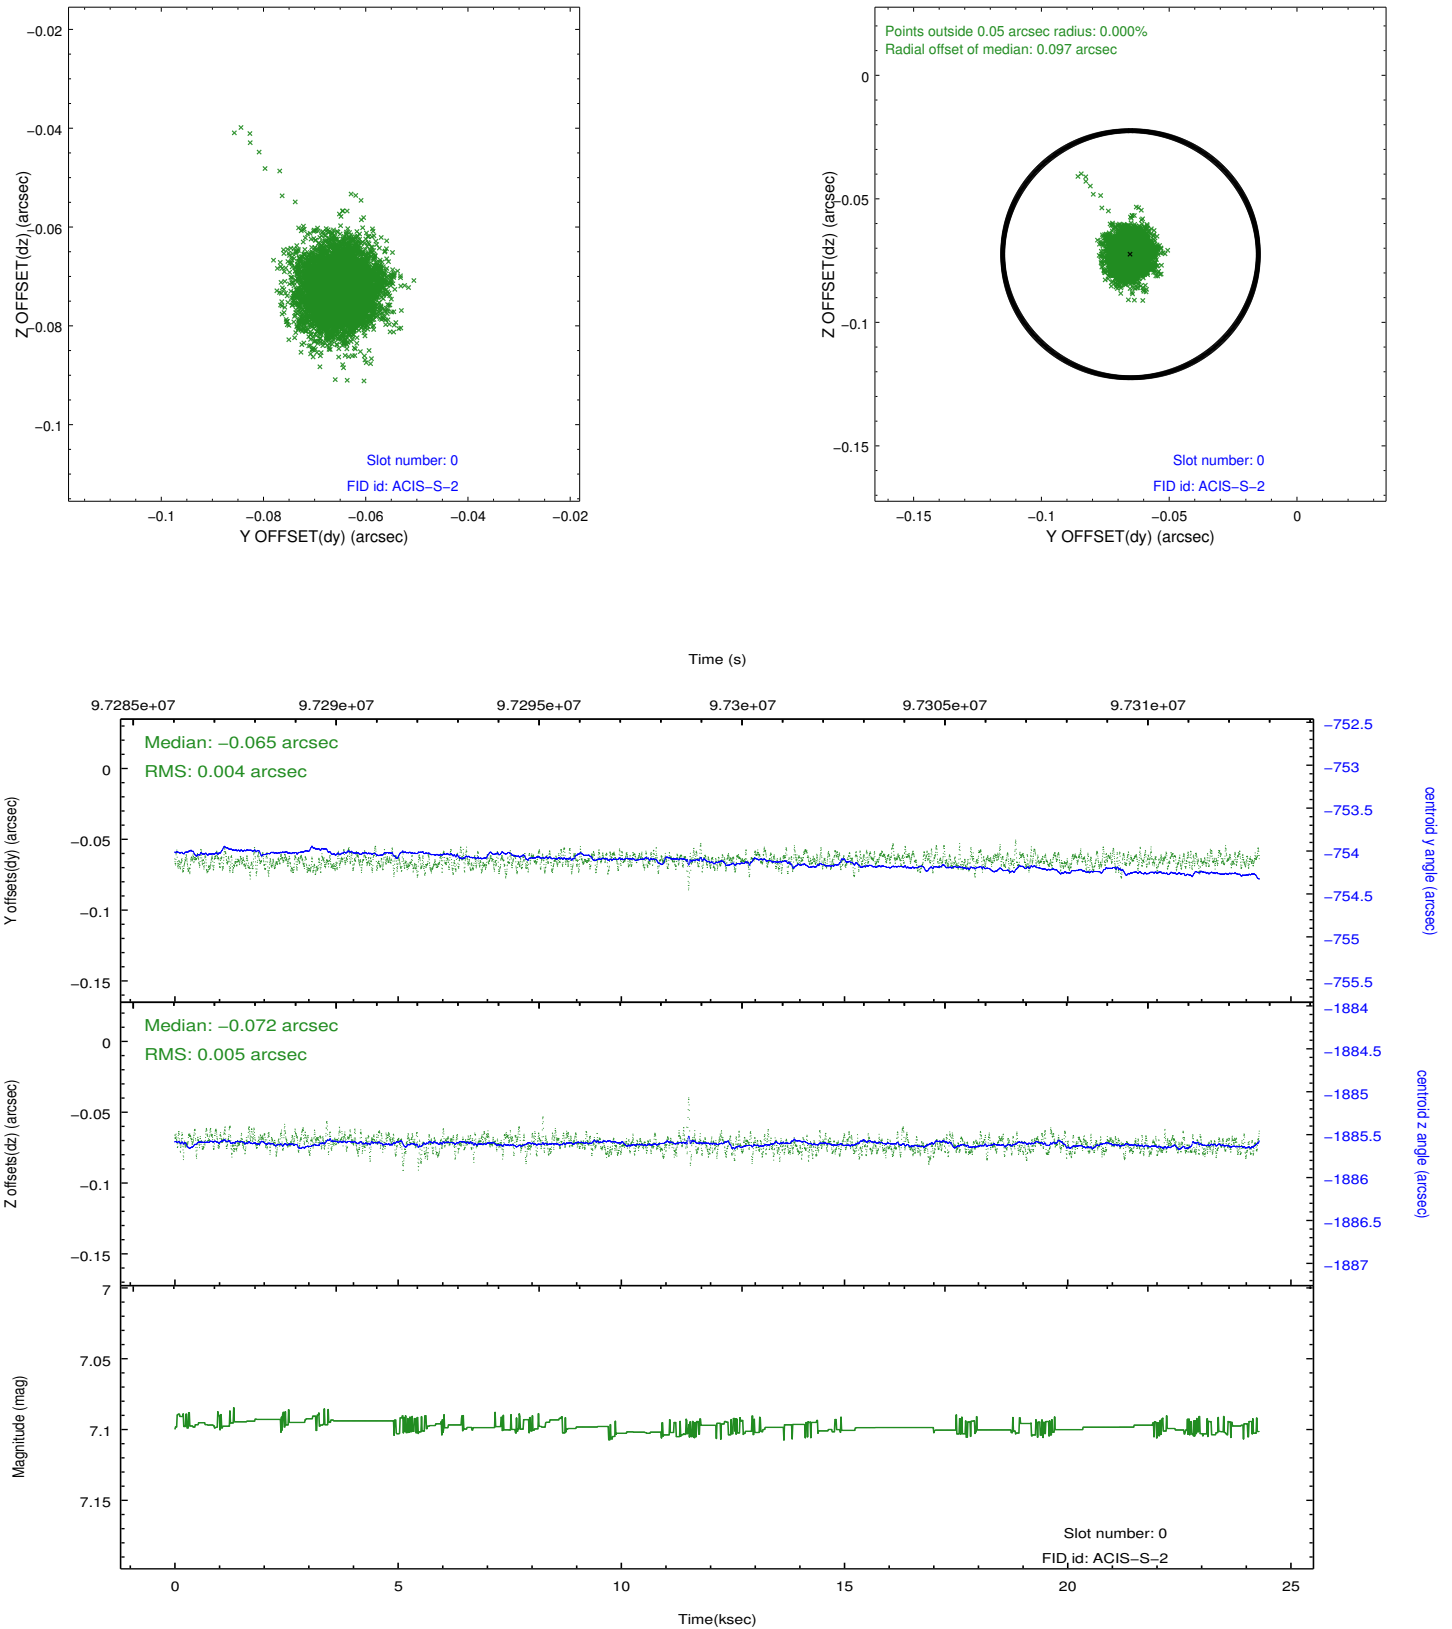 −0.02
−0.04
−0.06
−0.08
−0.1
Z OFFSET(dz) (arcsec)
Slot number: 0
FID id: ACIS−S−2
−0.1
−0.08
−0.06
−0.04
−0.02
Y OFFSET(dy) (arcsec)
Points outside 0.05 arcsec radius: 0.000%
Radial offset of median: 0.097 arcsec
0
−0.05
−0.1
−0.15
Z OFFSET(dz) (arcsec)
Slot number: 0
FID id: ACIS−S−2
−0.15
−0.1
−0.05
0
Y OFFSET(dy) (arcsec)
Time (s)
9.7285e+07
9.729e+07
9.7295e+07
9.73e+07
9.7305e+07
9.731e+07
Median: −0.065 arcsec
RMS: 0.004 arcsec
0
−0.05
−0.1
−0.15
Y offsets(dy) (arcsec)
−752.5
−753
−753.5
−754
−754.5
−755
−755.5
centroid y angle (arcsec)
Median: −0.072 arcsec
RMS: 0.005 arcsec
0
−0.05
−0.1
−0.15
Z offsets(dz) (arcsec)
−1884
−1884.5
−1885
−1885.5
−1886
−1886.5
−1887
centroid z angle (arcsec)
7
7.05
7.1
7.15
Magnitude (mag)
Slot number: 0
FID id: ACIS−S−2
0
5
10
15
20
25
Time(ksec)